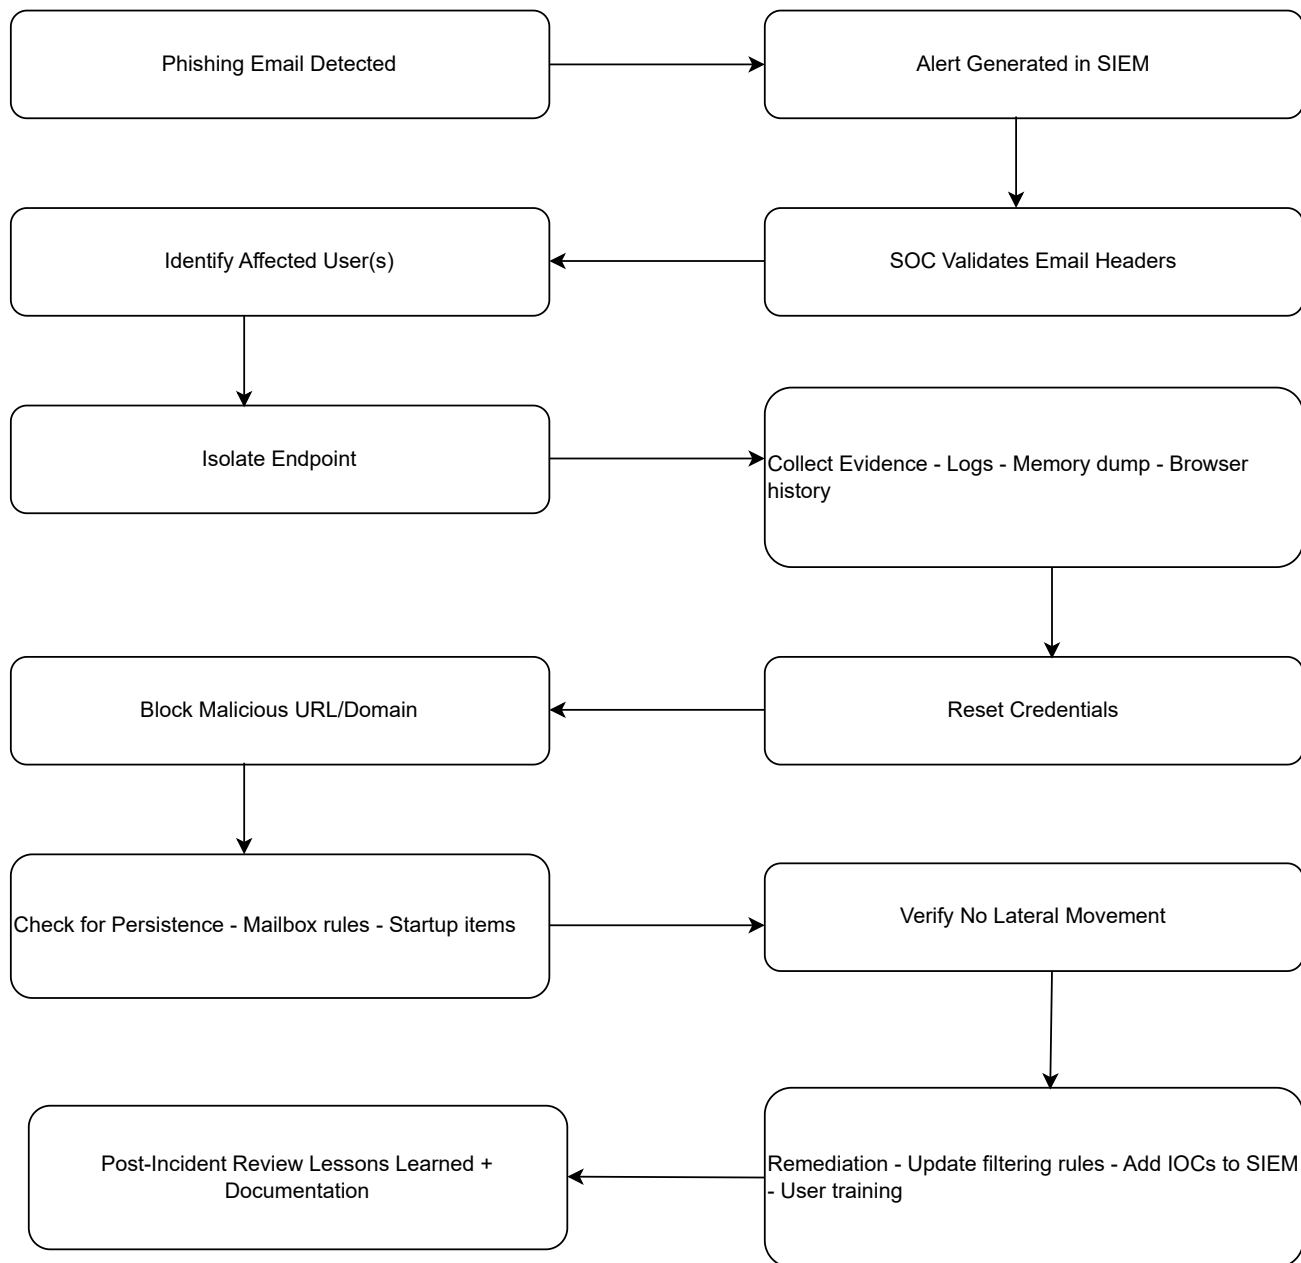 Phishing Email Detected
Alert Generated in SIEM
SOC Validates Email Headers
Identify Affected User(s)
Isolate Endpoint
Collect Evidence - Logs - Memory dump - Browser
history
Reset Credentials
Block Malicious URL/Domain
Check for Persistence - Mailbox rules - Startup items
Verify No Lateral Movement
Remediation - Update filtering rules - Add IOCs to SIEM
- User training
Post-Incident Review Lessons Learned +
Documentation